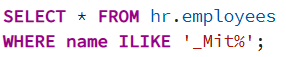 SELECT * FROM hr.employees
WHERE name ILIKE '_Mit%';